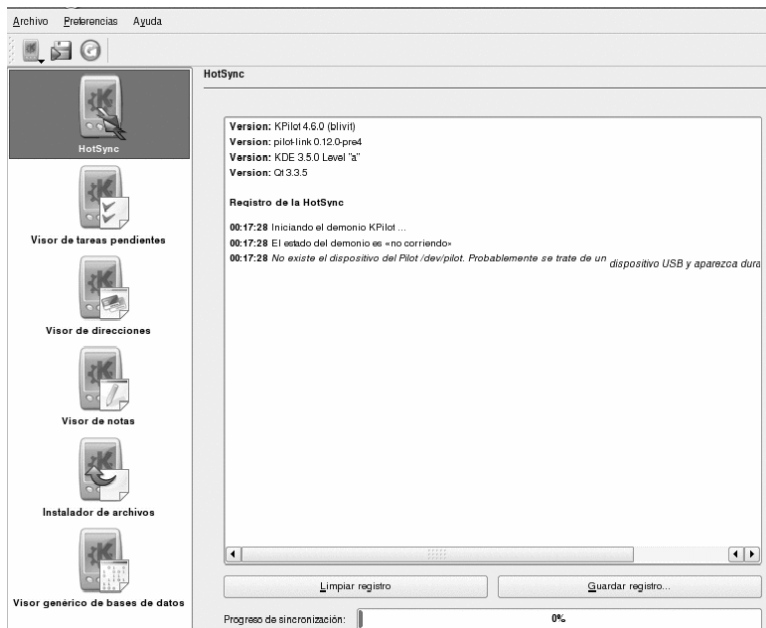 Archivo Preferencias Ayuda
HotSync
HotSync
Visor de tareas pendientes
Visor de direcciones
Visor de notas
Instalador de archivos
Visor genérico de bases de datos
Version: KPilot 4.6.0 (blivit)
Version: pilot-link 0.12.0-pre4
Version: KDE 3.5.0 Level "a"
Version: Qt 3.3.5
Registro de la HotSync
00:17:28 Iniciando el demonio KPilot ...
00:17:28 El estado del demonio es «no corriendo»
00:17:28 No existe el dispositivo del Pilot /dev/pilot. Probablemente se trate de un dispositivo USB y aparezca dura
Limpiar registro Guardar registro...
Progreso de sincronización: 0%